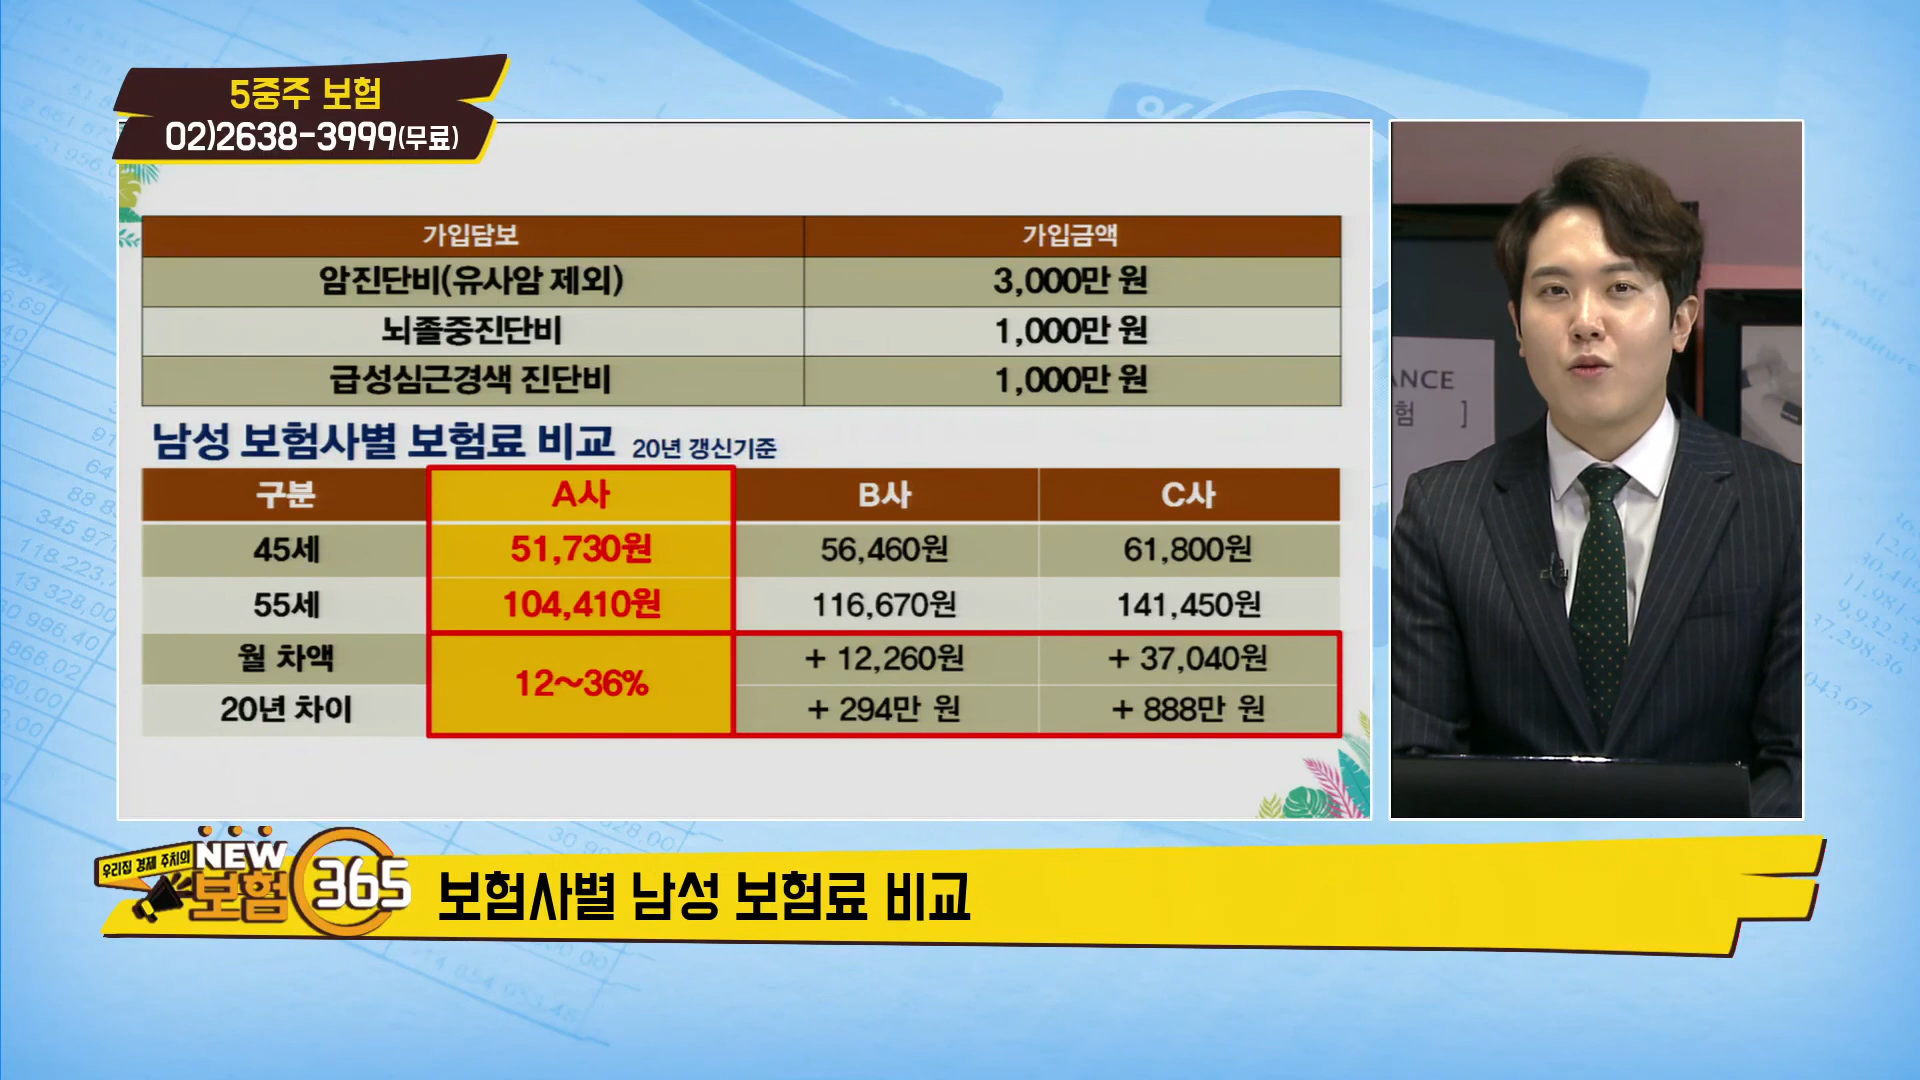 5중주 보험
02)2638-3999(무료)
가입담보 가입금액
암진단비(유사암 제외) 3,000만 원
뇌졸중진단비 1,000만 원
급성심근경색 진단비 1,000만 원
남성 보험사별 보험료 비교 20년 갱신기준
구분 A사 B사 C사
45세 51,730원 56,460원 61,800원
55세 104,410원 116,670원 141,450원
월 차액 12~36% + 12,260원 + 37,040원
20년 차이 + 294만 원 + 888만 원
ANCE
험 ]
우리집 경제 주치의
NEW
보험 365
보험사별 남성 보험료 비교